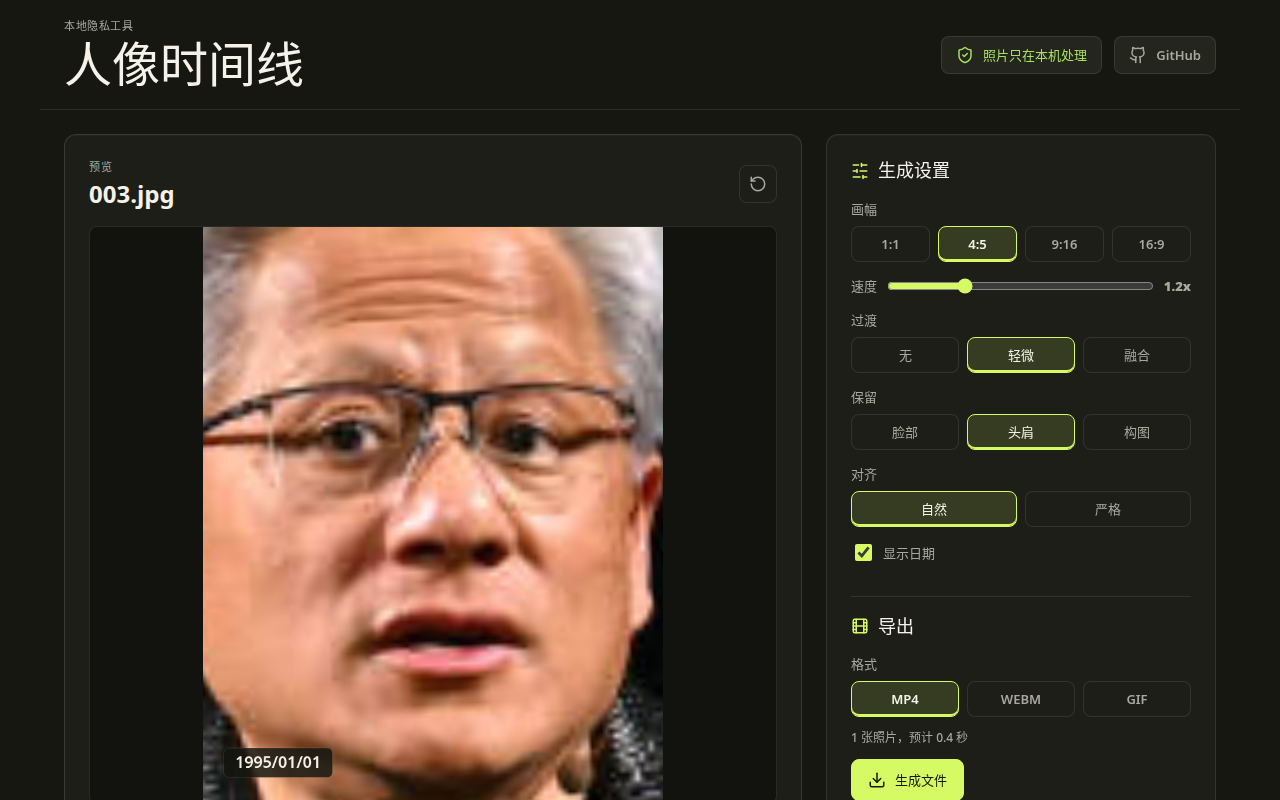 本地隐私工具
人像时间线
照片只在本机处理
GitHub
预览
003.jpg
1995/01/01
生成设置
画幅
1:1
4:5
9:16
16:9
速度
1.2x
过渡
无
轻微
融合
保留
脸部
头肩
构图
对齐
自然
严格
显示日期
导出
格式
MP4
WEBM
GIF
1 张照片，预计 0.4 秒
生成文件